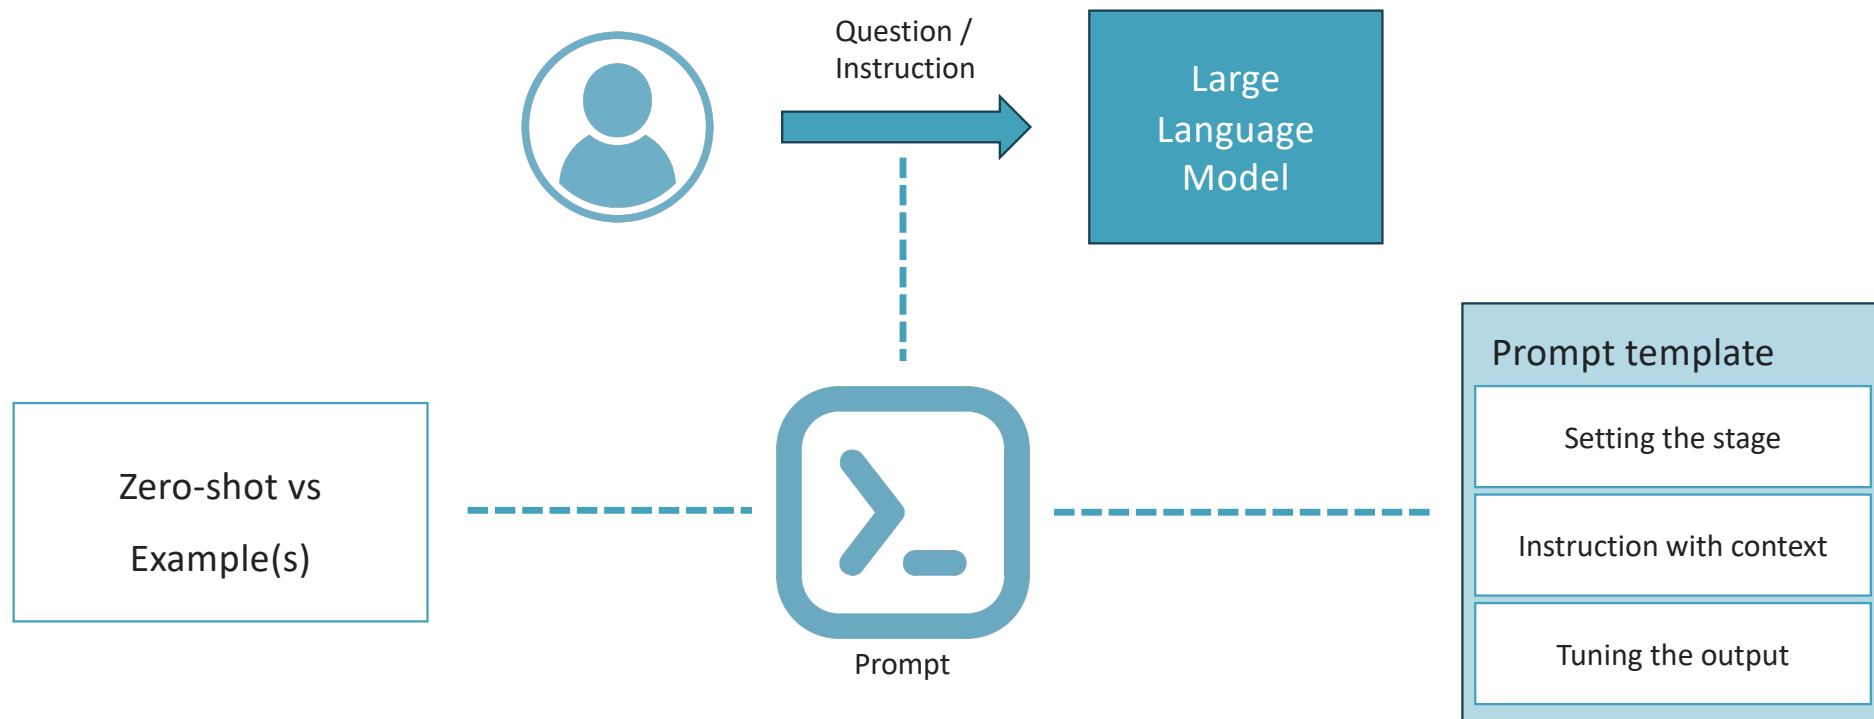 Question /
Instruction
Large
Language
Model
Zero-shot vs
Example(s)
Prompt
Prompt template
Setting the stage
Instruction with context
Tuning the output